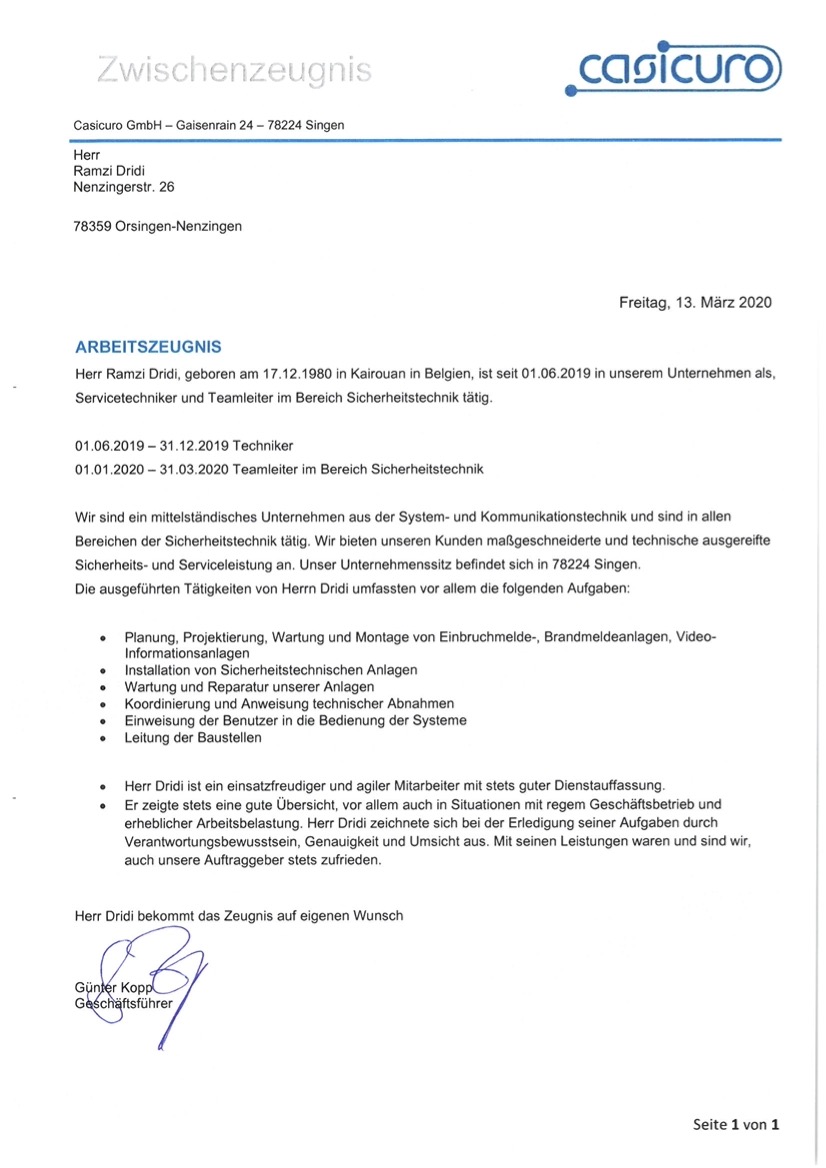 Zwischenzeugnis
casicuro
Casicuro GmbH – Gaisenrain 24 – 78224 Singen
Herr
Ramzi Dridi
Nenzingerstr. 26
78359 Orsingen-Nenzingen
Freitag, 13. März 2020
ARBEITSZEUGNIS
Herr Ramzi Dridi, geboren am 17.12.1980 in Kairouan in Belgien, ist seit 01.06.2019 in unserem Unternehmen als,
Servicetechniker und Teamleiter im Bereich Sicherheitstechnik tätig.
01.06.2019 – 31.12.2019 Techniker
01.01.2020 – 31.03.2020 Teamleiter im Bereich Sicherheitstechnik
Wir sind ein mittelständisches Unternehmen aus der System- und Kommunikationstechnik und sind in allen
Bereichen der Sicherheitstechnik tätig. Wir bieten unseren Kunden maßgeschneiderte und technische ausgereifte
Sicherheits- und Serviceleistung an. Unser Unternehmenssitz befindet sich in 78224 Singen.
Die ausgeführten Tätigkeiten von Herrn Dridi umfassten vor allem die folgenden Aufgaben:
• Planung, Projektierung, Wartung und Montage von Einbruchmelde-, Brandmeldeanlagen, Video-
Informationsanlagen
• Installation von Sicherheitstechnischen Anlagen
• Wartung und Reparatur unserer Anlagen
• Koordinierung und Anweisung technischer Abnahmen
• Einweisung der Benutzer in die Bedienung der Systeme
• Leitung der Baustellen
• Herr Dridi ist ein einsatzfreudiger und agiler Mitarbeiter mit stets guter Dienstauffassung.
• Er zeigte stets eine gute Übersicht, vor allem auch in Situationen mit regem Geschäftsbetrieb und
erheblicher Arbeitsbelastung. Herr Dridi zeichnete sich bei der Erledigung seiner Aufgaben durch
Verantwortungsbewusstsein, Genauigkeit und Umsicht aus. Mit seinen Leistungen waren und sind wir,
auch unsere Auftraggeber stets zufrieden.
Herr Dridi bekommt das Zeugnis auf eigenen Wunsch
Günter Kopp
Geschäftsführer
Seite 1 von 1